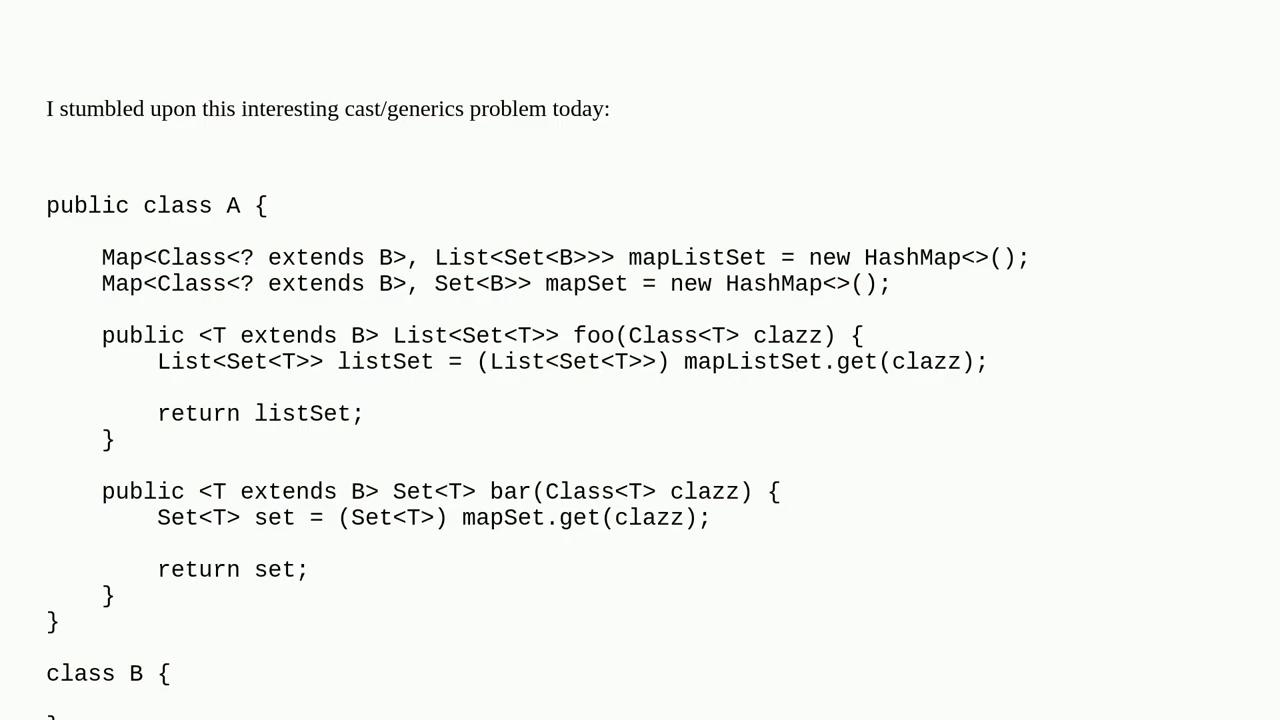 I stumbled upon this interesting cast/generics problem today:
public class A {
    Map<Class<? extends B>, List<Set<B>>> mapListSet = new HashMap<>();
    Map<Class<? extends B>, Set<B>> mapSet = new HashMap<>();
    public <T extends B> List<Set<T>> foo(Class<T> clazz) {
        List<Set<T>> listSet = (List<Set<T>>) mapListSet.get(clazz);
        return listSet;
    }
    public <T extends B> Set<T> bar(Class<T> clazz) {
        Set<T> set = (Set<T>) mapSet.get(clazz);
        return set;
    }
}
class B {
}